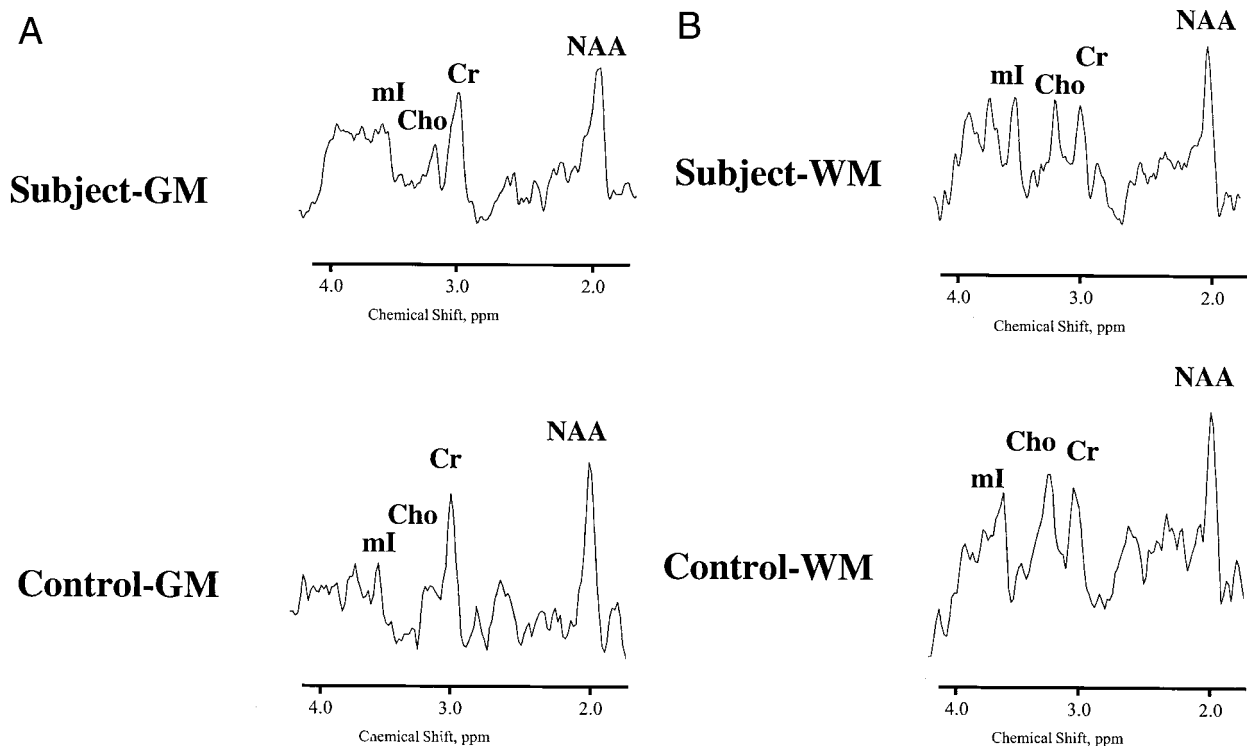 A
NAA
Cr
mI
Cho
Subject-GM
4.0 3.0 2.0
Chemical Shift, ppm
B
NAA
Cr
mI
Cho
Subject-WM
4.0 3.0 2.0
Chemical Shift, ppm
NAA
Cr
Cho
mI
Control-GM
4.0 3.0 2.0
Chemical Shift, ppm
NAA
Cho
Cr
mI
Control-WM
4.0 3.0 2.0
Chemical Shift, ppm